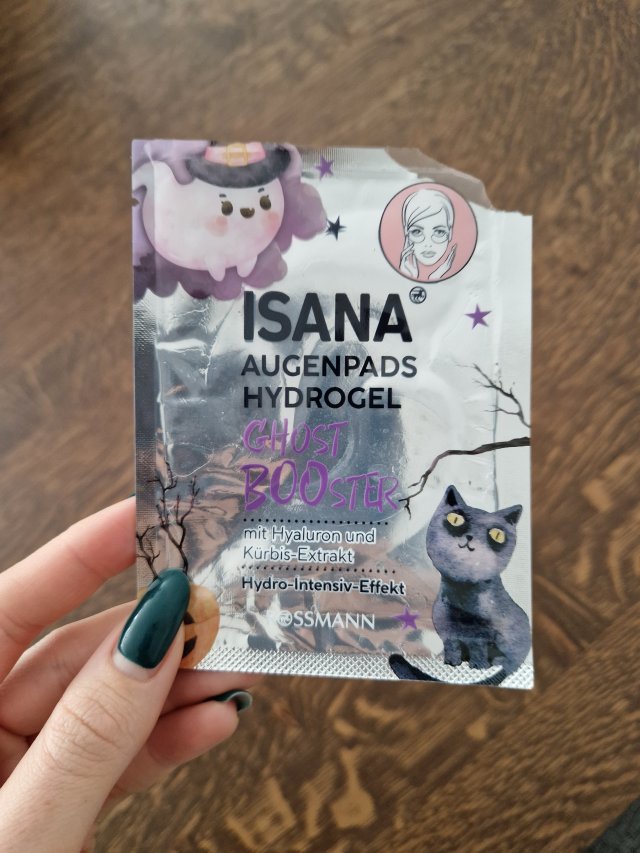 ISANA
AUGENPADS
HYDROGEL
GHOST
BOOSTER
mit Hyaluron und
Kürbis-Extrakt
Hydro-Intensiv-Effekt
ROSSMANN